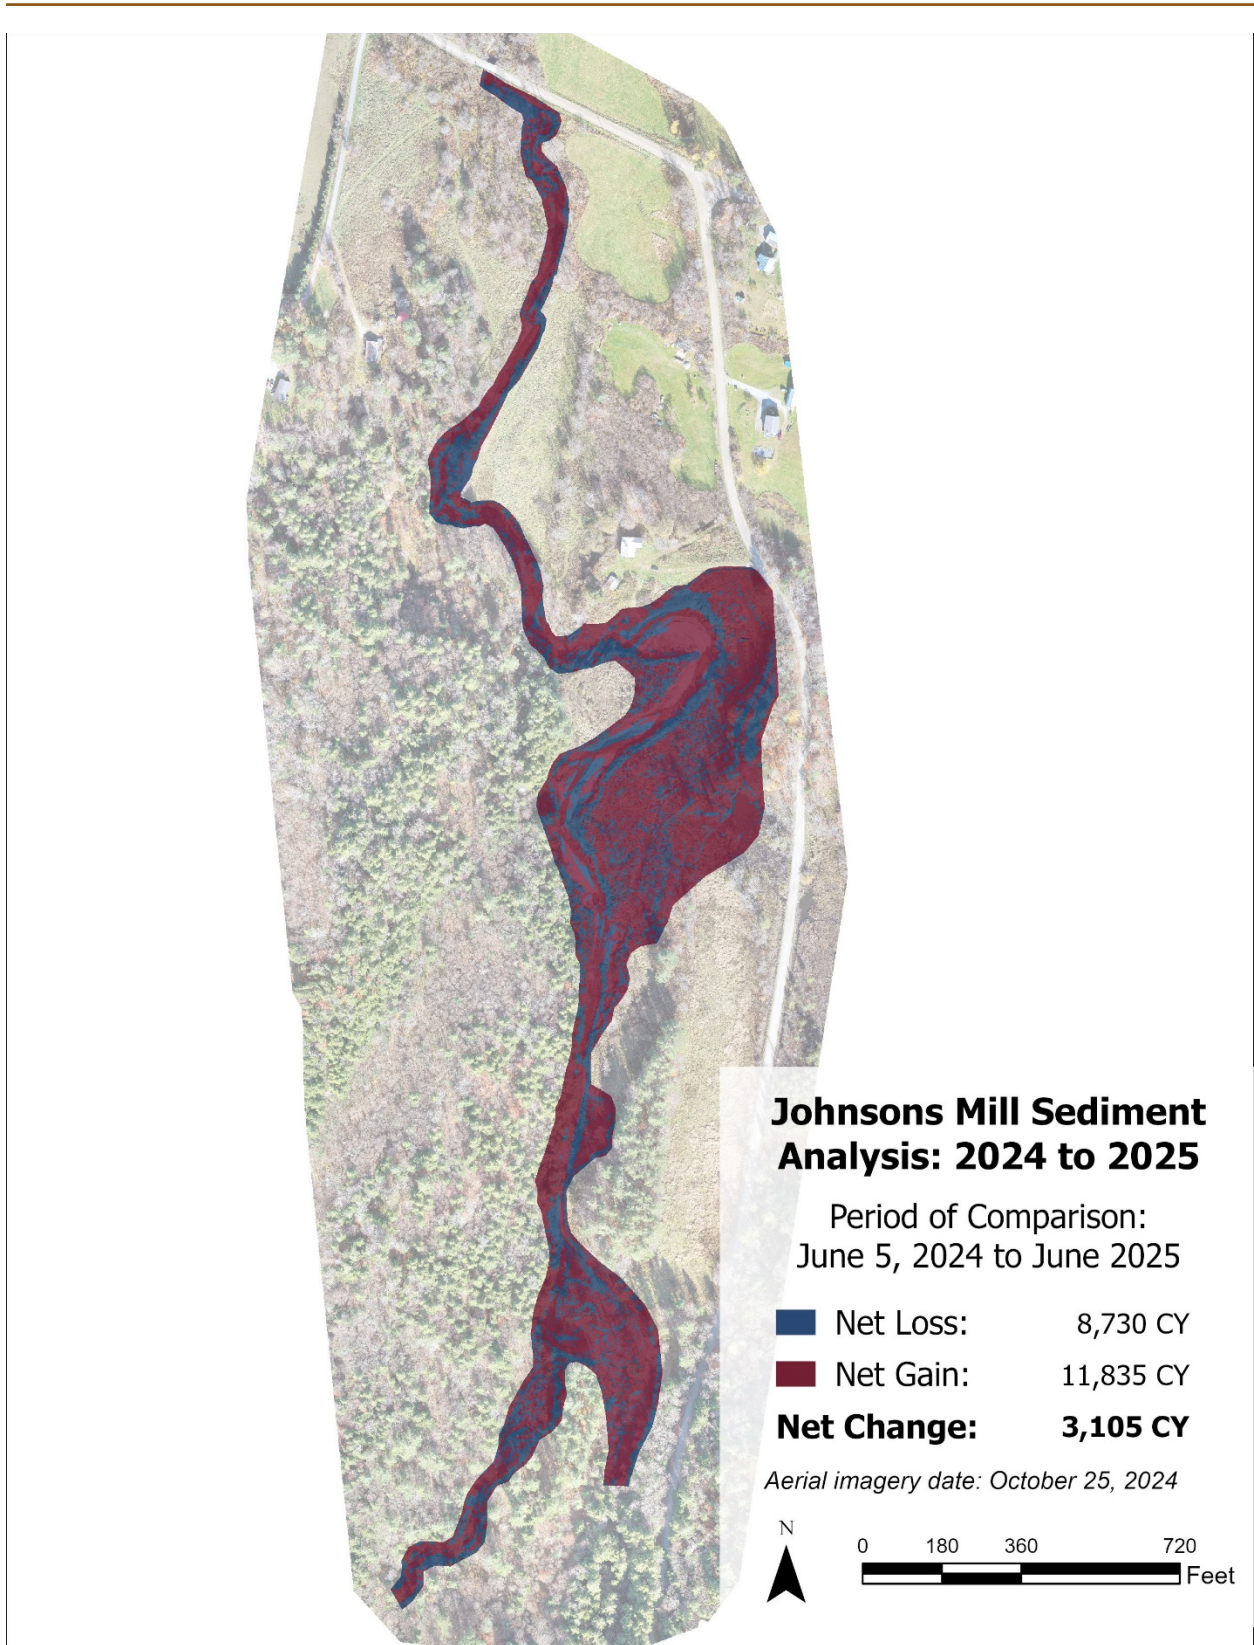 Johnsons Mill Sediment
Analysis: 2024 to 2025
Period of Comparison:
June 5, 2024 to June 2025
Net Loss: 8,730 CY
Net Gain: 11,835 CY
Net Change: 3,105 CY
Aerial imagery date: October 25, 2024
N
0 180 360 720
Feet